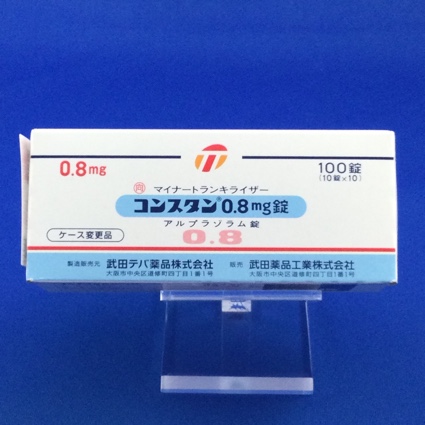 0.8mg
100錠
(10錠×10)
向 マイナートランキライザー
コンスタン®0.8mg錠
アルプラゾラム錠
0.8
ケース変更品
製造販売元 武田テバ薬品株式会社
大阪市中央区道修町四丁目1番1号
販売 武田薬品工業株式会社
大阪市中央区道修町四丁目1番1号